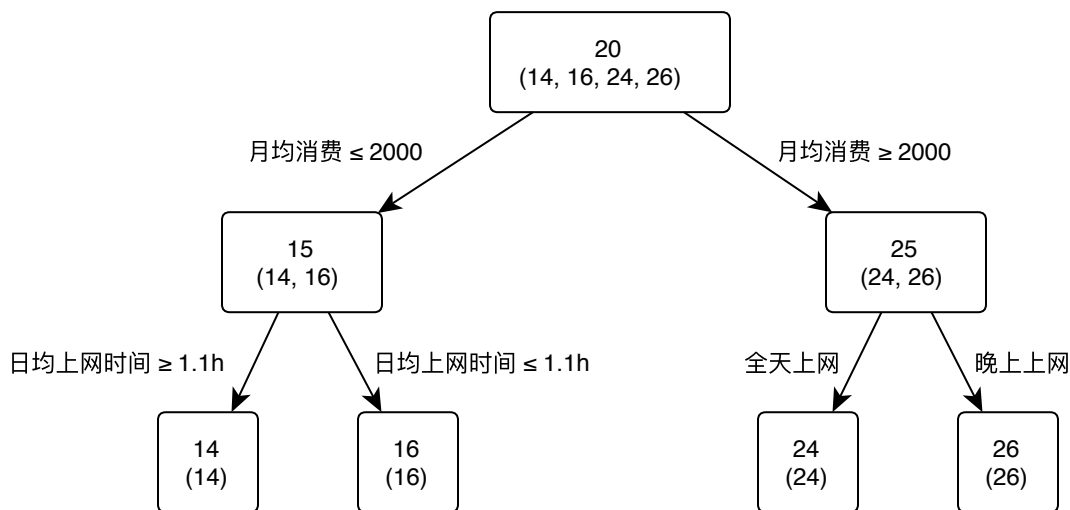 20
(14, 16, 24, 26)
月均消费 ≤ 2000
月均消费 ≥ 2000
15
(14, 16)
25
(24, 26)
日均上网时间 ≥ 1.1h
日均上网时间 ≤ 1.1h
全天上网
晚上上网
14
(14)
16
(16)
24
(24)
26
(26)